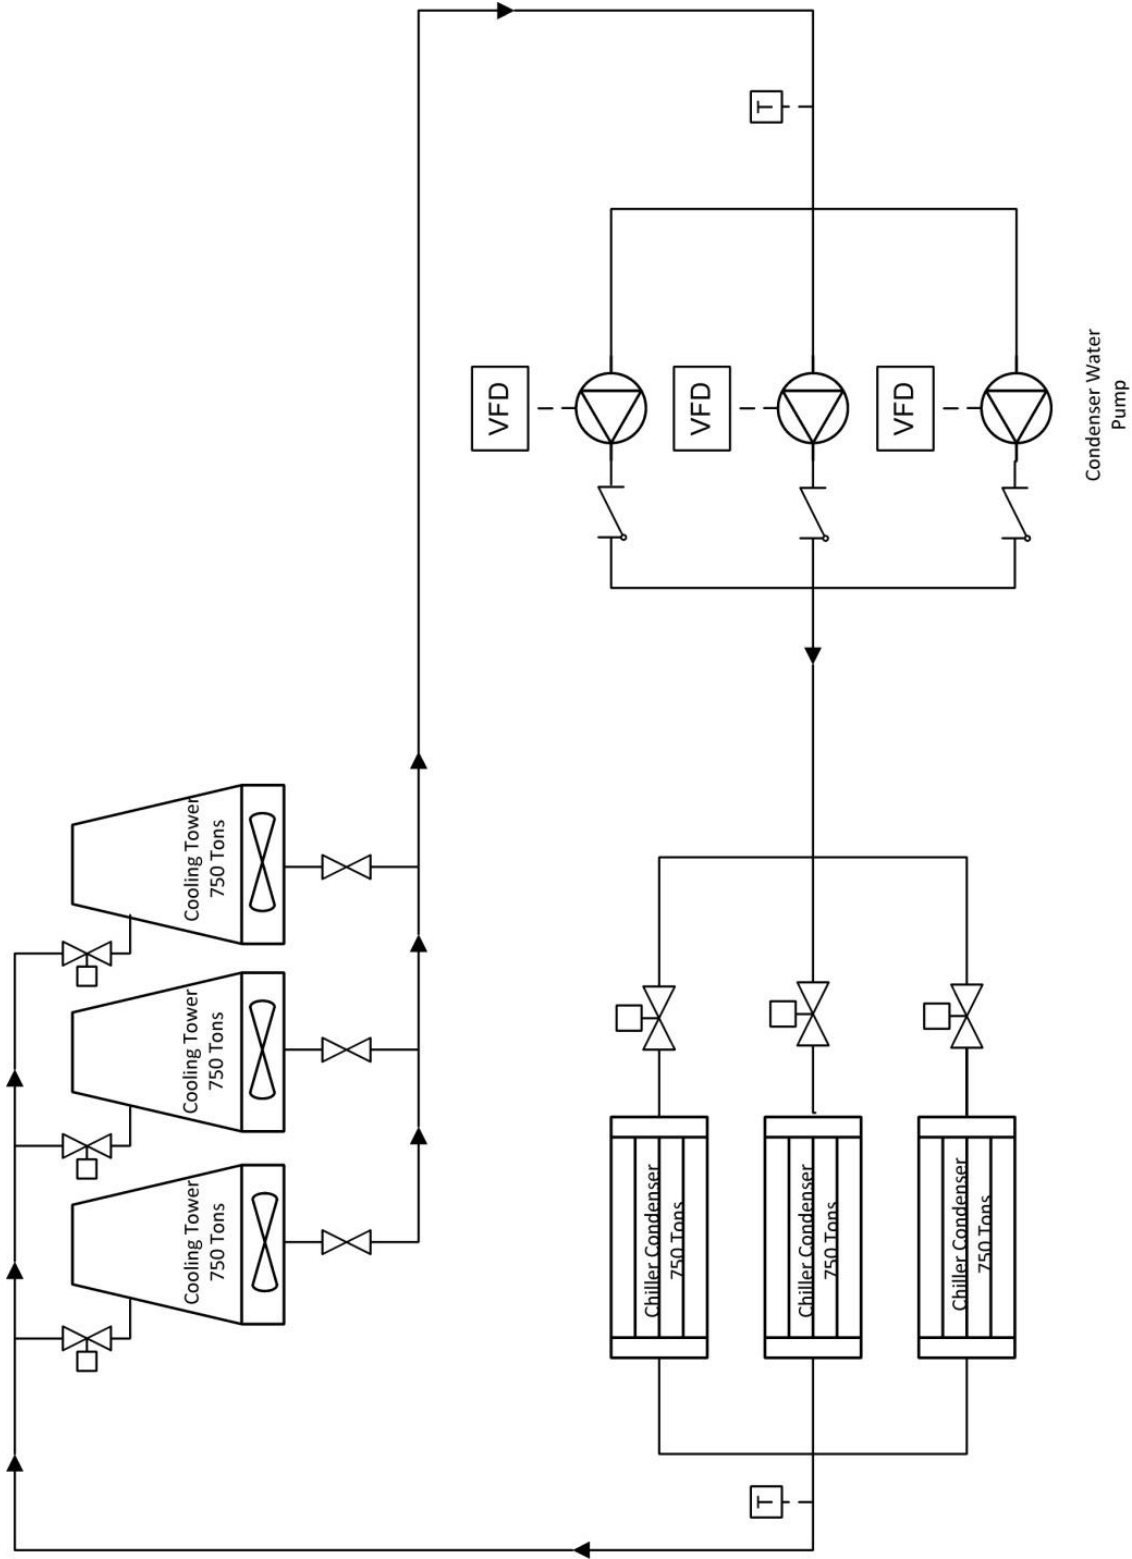 T
VFD
VFD
VFD
Condenser Water
Pump
Cooling Tower
750 Tons
Cooling Tower
750 Tons
Cooling Tower
750 Tons
Chiller Condenser
750 Tons
Chiller Condenser
750 Tons
Chiller Condenser
750 Tons
T